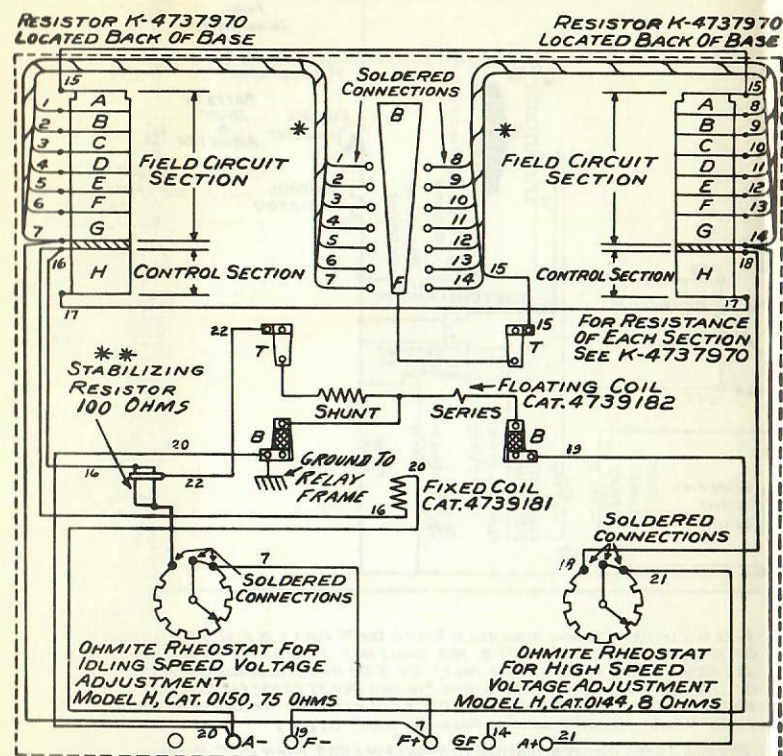 RESISTOR K-4737970
LOCATED BACK OF BASE
RESISTOR K-4737970
LOCATED BACK OF BASE
15
1
2
3
4
5
6
7
16
17
A
B
C
D
E
F
G
H
FIELD CIRCUIT
SECTION
CONTROL SECTION
*
SOLDERED
CONNECTIONS
B
F
1
2
3
4
5
6
7
8
9
10
11
12
13
14
15
*
FIELD CIRCUIT
SECTION
CONTROL SECTION
A
B
C
D
E
F
G
H
15
8
9
10
11
12
13
14
18
17
FOR RESISTANCE
OF EACH SECTION
SEE K-4737970
22
T
15
T
**
STABILIZING
RESISTOR
100 OHMS
SHUNT
SERIES
FLOATING COIL
CAT. 4739182
20
B
B
19
16
22
GROUND TO
RELAY
FRAME
20
16
FIXED COIL
CAT. 4739181
7
SOLDERED
CONNECTIONS
SOLDERED
CONNECTIONS
18
21
OHMITE RHEOSTAT FOR
IDLING SPEED VOLTAGE
ADJUSTMENT
MODEL H, CAT. 0150, 75 OHMS
OHMITE RHEOSTAT
FOR HIGH SPEED
VOLTAGE ADJUSTMENT
MODEL H, CAT. 0144, 8 OHMS
20
A-
19
F-
7
F+
GF
14
A+
21